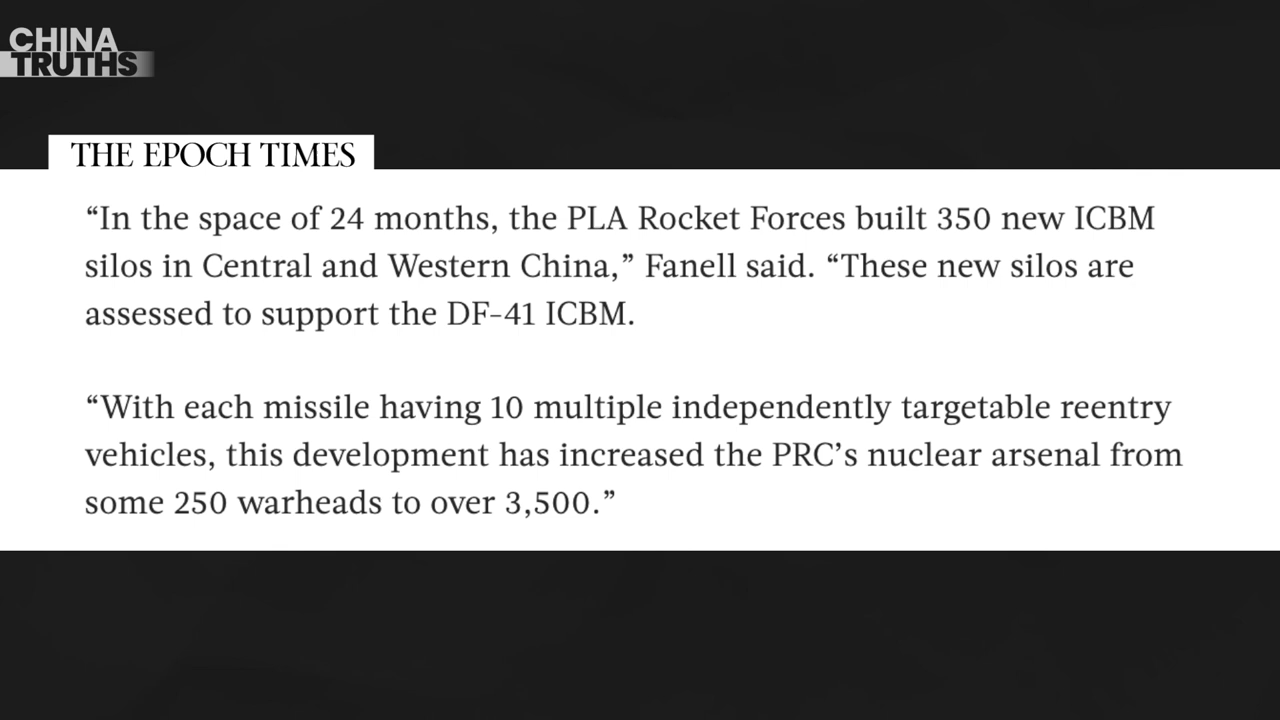 CHINA
TRUTHS
THE EPOCH TIMES
“In the space of 24 months, the PLA Rocket Forces built 350 new ICBM
silos in Central and Western China,” Fanell said. “These new silos are
assessed to support the DF-41 ICBM.
“With each missile having 10 multiple independently targetable reentry
vehicles, this development has increased the PRC’s nuclear arsenal from
some 250 warheads to over 3,500.”